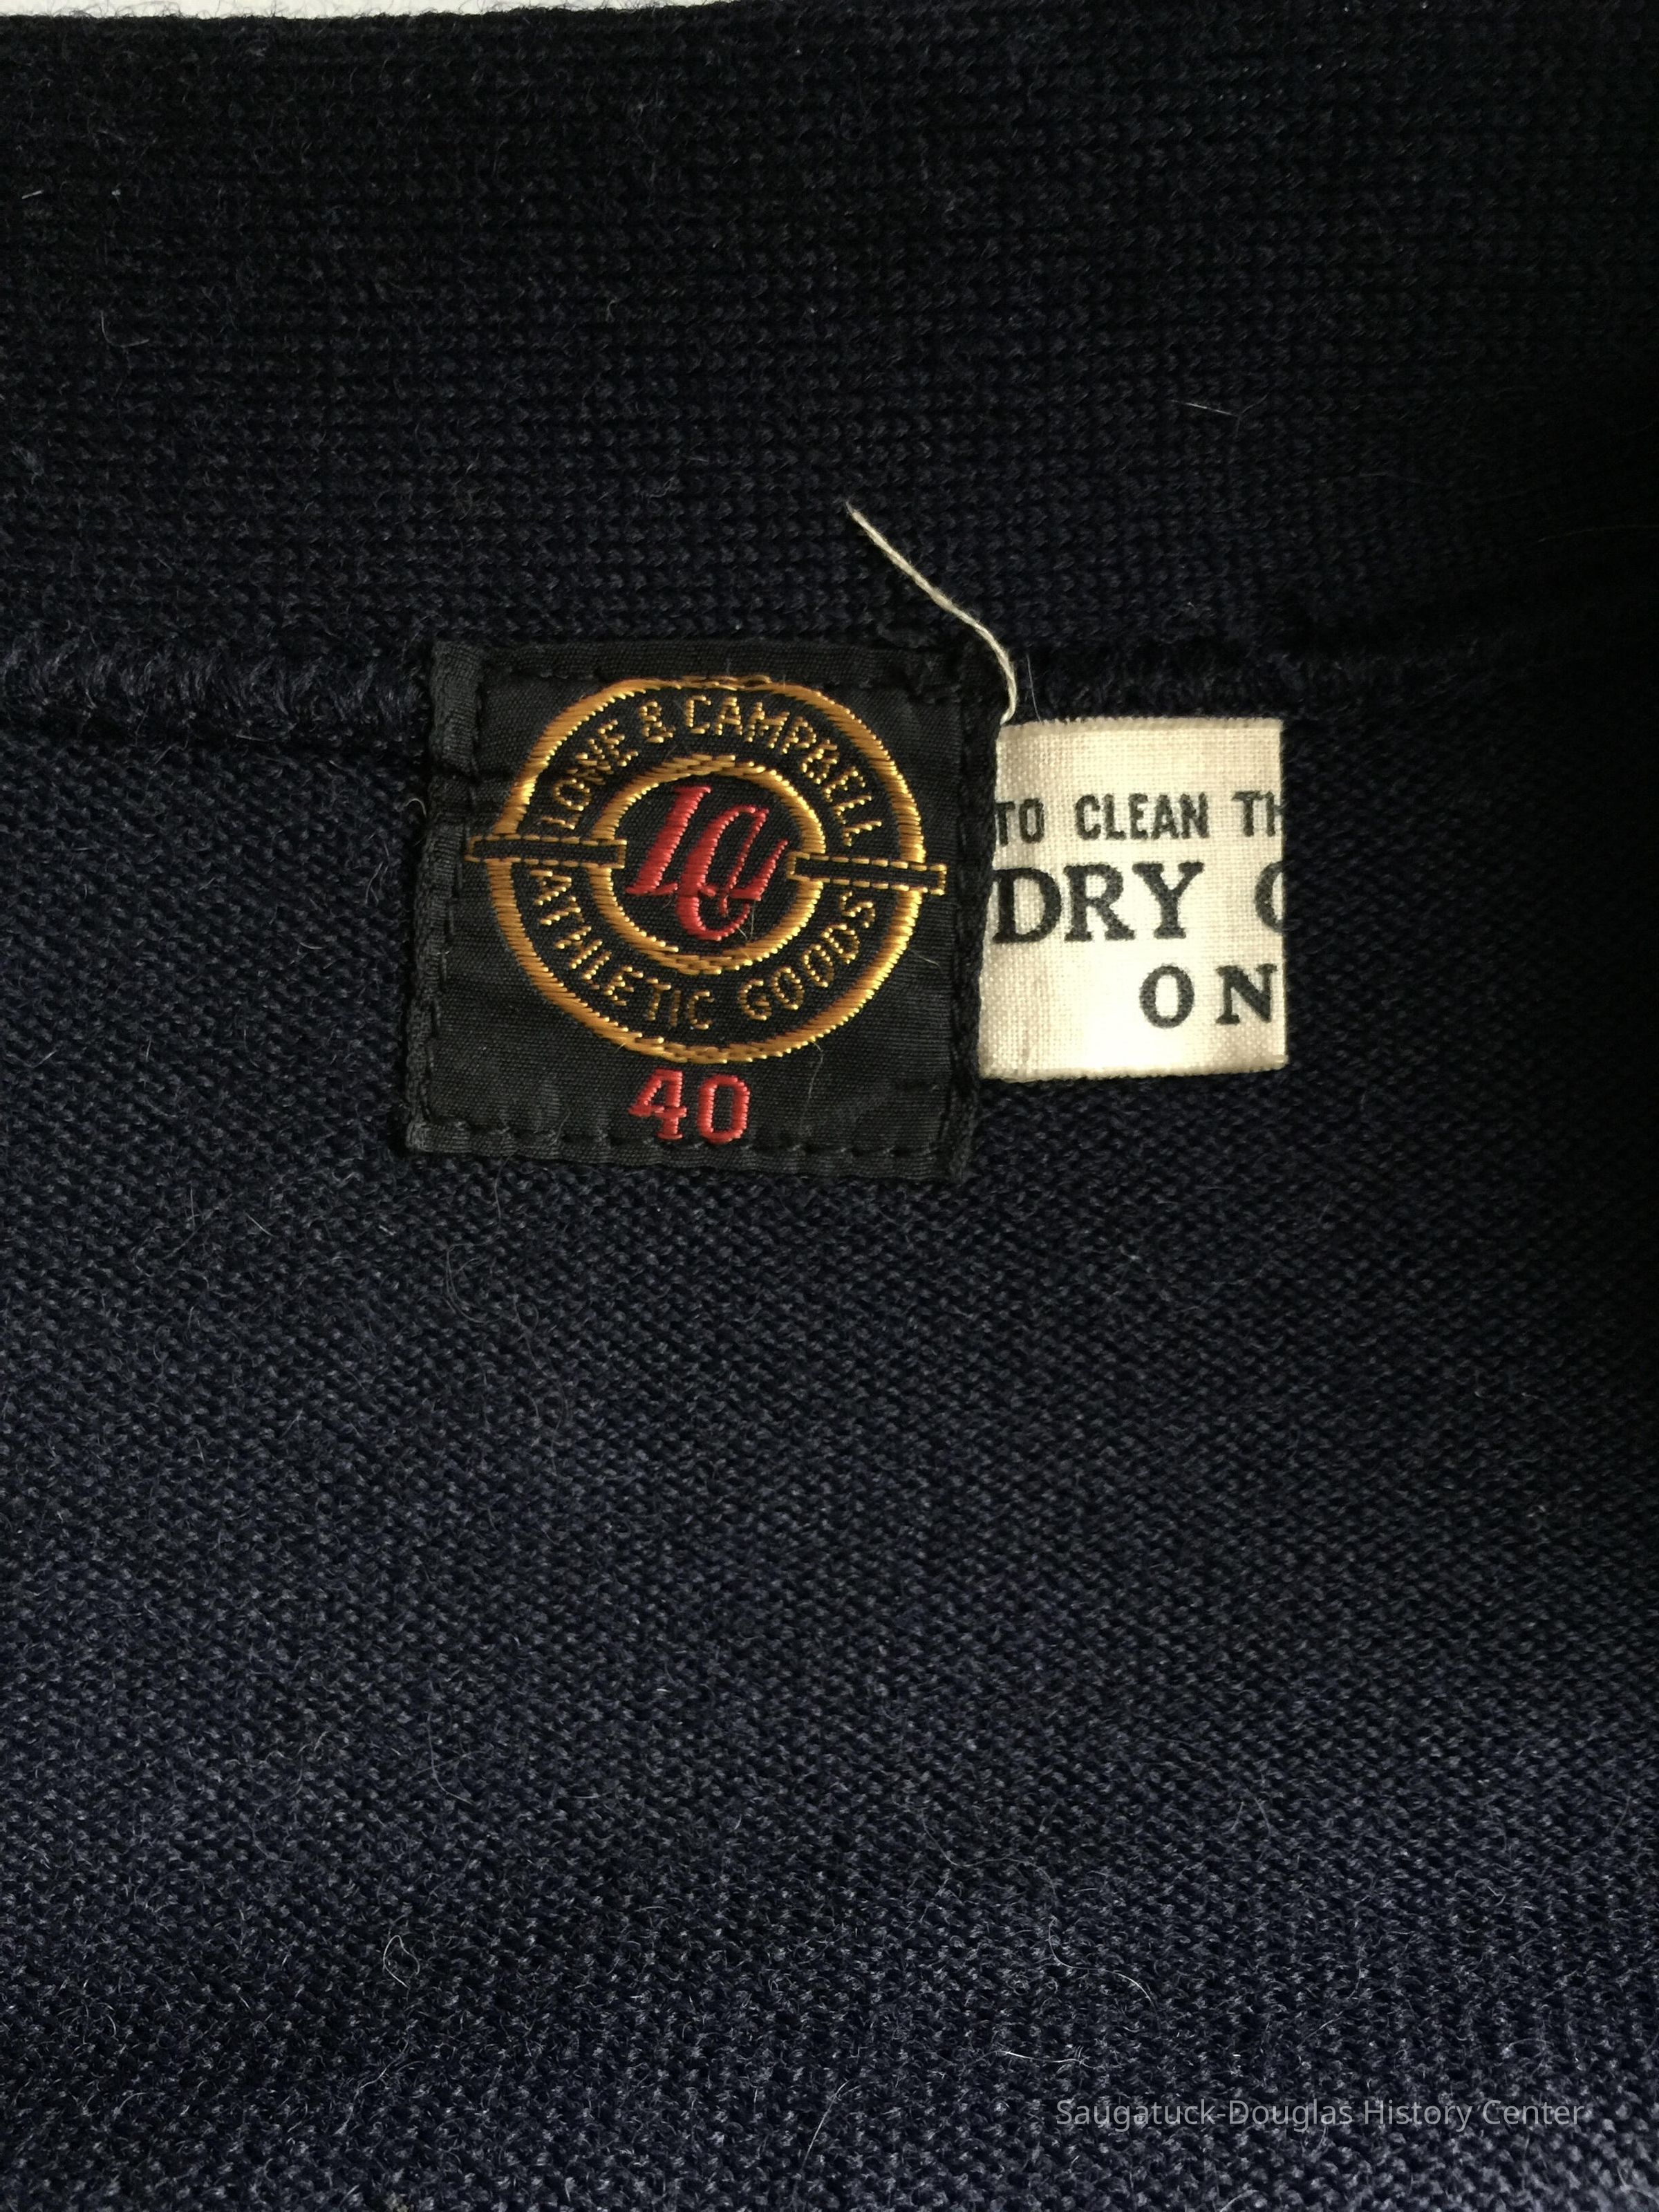 LOWE & CAMPBELL
LC
ATHLETIC GOODS
40
TO CLEAN TH
DRY C
ON
Saugatuck-Douglas History Center